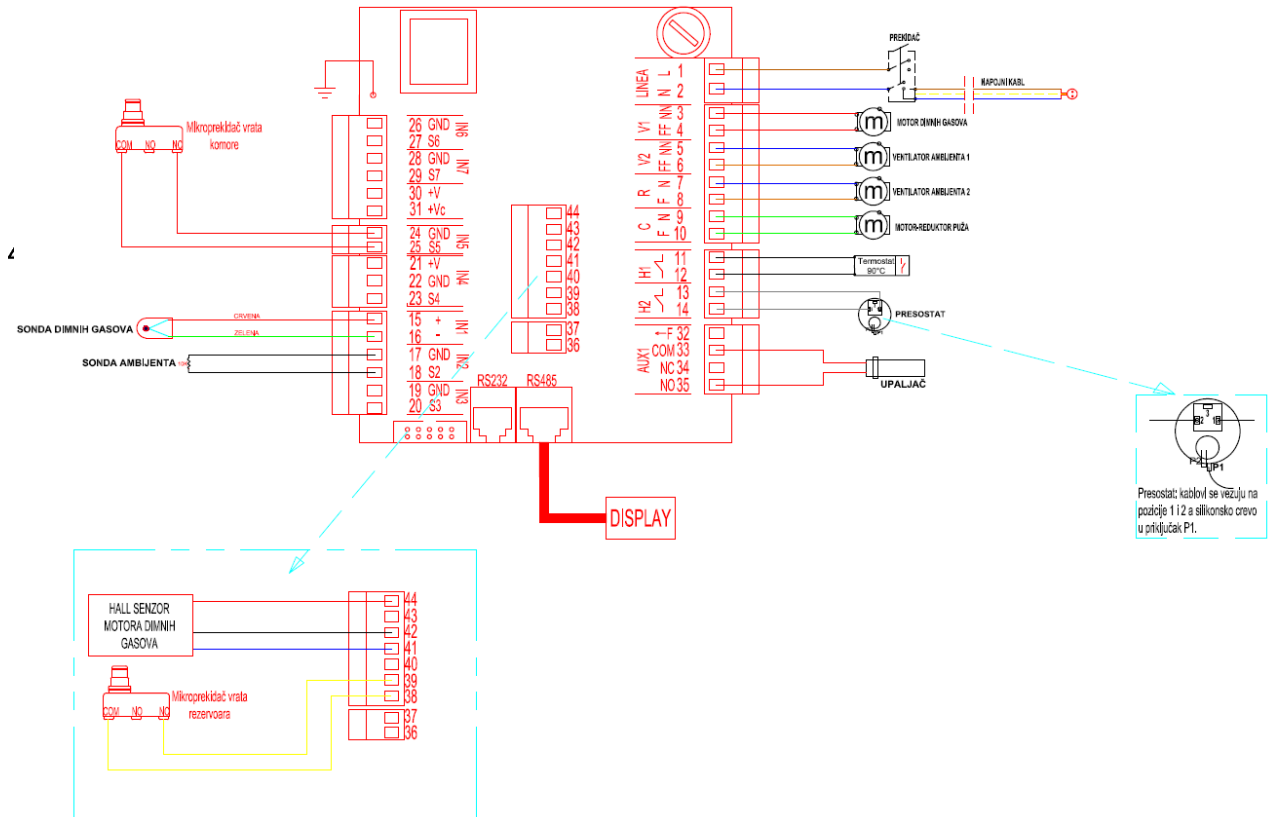 PREKIDAČ
NAPOJNI KABL
LINEA
L 1
N 2
V1
NN 3
FF 4
V2
NN 5
FF 6
R
N 7
F 8
C
N 9
F 10
H1
11
12
H2
13
14
AUX1
←F 32
COM 33
NC 34
NO 35
m
MOTOR DIMNIH GASOVA
m
VENTILATOR AMBIJENTA 1
m
VENTILATOR AMBIJENTA 2
m
MOTOR-REDUKTOR PUŽA
Termostat
90°C
PRESOSTAT
UPALJAČ
Mikroprekidač vrata
komore
COM NO NC
26 GND
27 S6
IN6
28 GND
29 S7
IN7
30 +V
31 +Vc
24 GND
25 S5
IN5
21 +V
22 GND
23 S4
IN4
15 +
16 -
IN1
17 GND
18 S2
IN2
19 GND
20 S3
IN3
44
43
42
41
40
39
38
37
36
4
SONDA DIMNIH GASOVA
CRVENA
ZELENA
SONDA AMBIJENTA
RS232
RS485
DISPLAY
3
2
1
P2
P1
Presostat: kablovi se vezuju na
pozicije 1 i 2 a silikonsko crevo
u priključak P1.
HALL SENZOR
MOTORA DIMNIH
GASOVA
Mikroprekidač vrata
rezervoara
COM NO NC
44
43
42
41
40
39
38
37
36